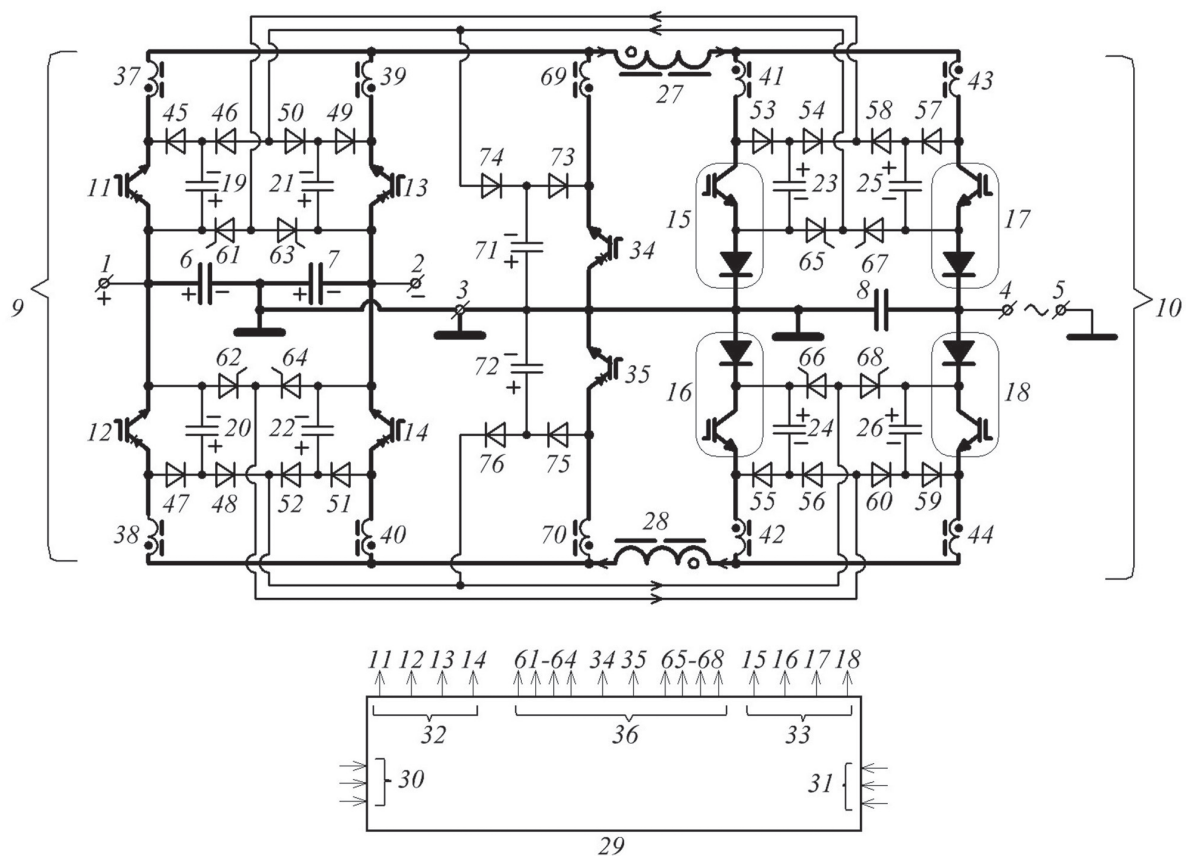 37 39 69 27 41 43
45 46 50 49 53 54 58 57
74 73
11 19 21 13 23 25
15 17
34
61 63 71 65 67
1 6 7 2 3 8 4 5
9 10
+ + − + − − ~
62 64 72 66 68
35
16 18
12 20 22 14 24 26
47 48 52 51 76 75 55 56 60 59
38 40 70 28 42 44
11 12 13 14 61-64 34 35 65-68 15 16 17 18
32 36 33
30 31
29